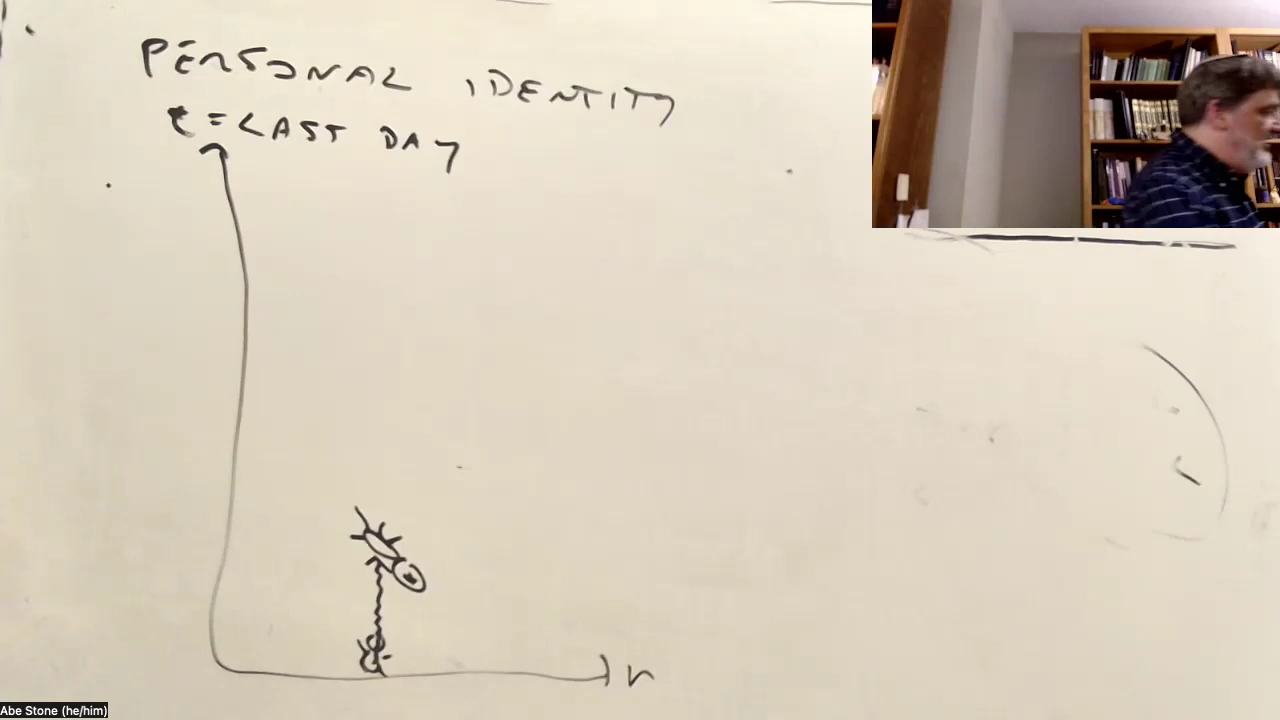 PERSONAL IDENTITY
t = LAST DAY
r
Abe Stone (he/him)